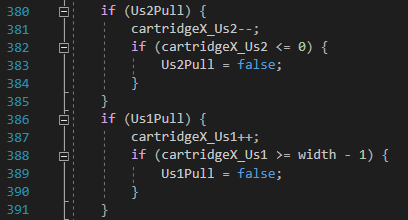 380 if (Us2Pull) {
381 cartridgeX_Us2--;
382 if (cartridgeX_Us2 <= 0) {
383 Us2Pull = false;
384 }
385 }
386 if (Us1Pull) {
387 cartridgeX_Us1++;
388 if (cartridgeX_Us1 >= width - 1) {
389 Us1Pull = false;
390 }
391 }